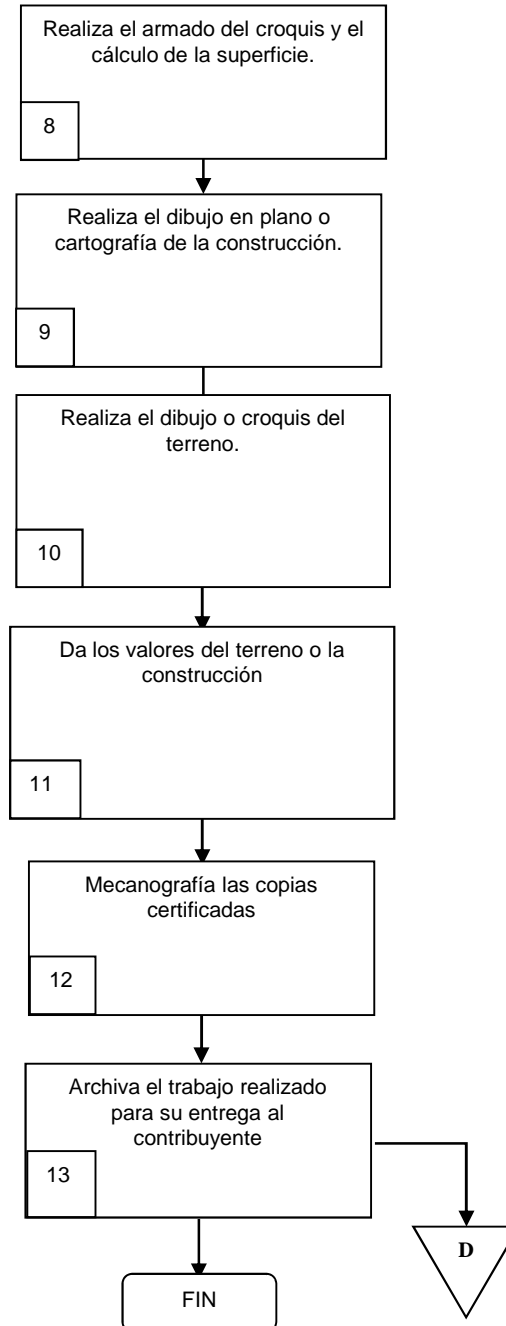 Realiza el armado del croquis y el
cálculo de la superficie.
8
Realiza el dibujo en plano o
cartografía de la construcción.
9
Realiza el dibujo o croquis del
terreno.
10
Da los valores del terreno o la
construcción
11
Mecanografía las copias
certificadas
12
Archiva el trabajo realizado
para su entrega al
contribuyente
13
D
FIN